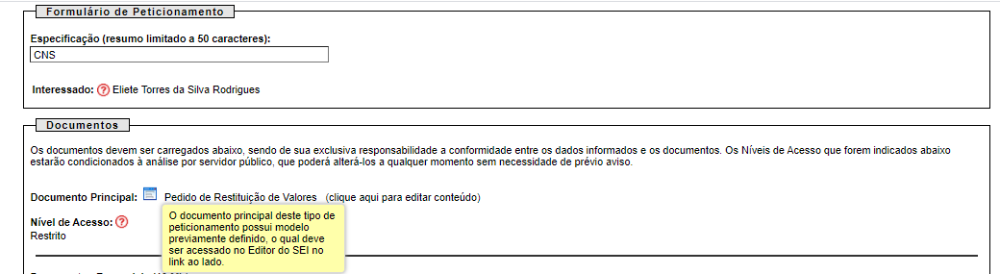 Formulário de Peticionamento
Especificação (resumo limitado a 50 caracteres):
CNS
Interessado: ? Eliete Torres da Silva Rodrigues
Documentos
Os documentos devem ser carregados abaixo, sendo de sua exclusiva responsabilidade a conformidade entre os dados informados e os documentos. Os Níveis de Acesso que forem indicados abaixo
estarão condicionados à análise por servidor público, que poderá alterá-los a qualquer momento sem necessidade de prévio aviso.
Documento Principal: Pedido de Restituição de Valores (clique aqui para editar conteúdo)
Nível de Acesso: ?
Restrito
O documento principal deste tipo de
peticionamento possui modelo
previamente definido, o qual deve
ser acessado no Editor do SEI no
link ao lado.